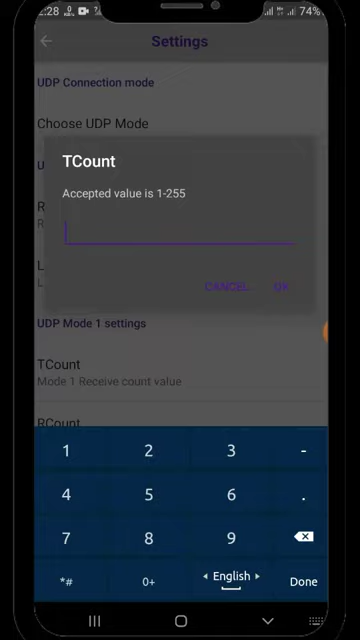 :28 74%
Settings
UDP Connection mode
Choose UDP Mode
TCount
Accepted value is 1-255
U
R
R
CANCEL OK
L
L
UDP Mode 1 settings
TCount
Mode 1 Receive count value
RCount
1 2 3 -
4 5 6 .
7 8 9
*# 0+ English Done